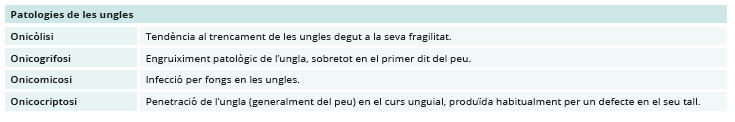 Patologies de les ungles
Onicòlisi Tendència al trencament de les ungles degut a la seva fragilitat.
Onicogrifosi Engruiximent patològic de l'ungla, sobretot en el primer dit del peu.
Onicomicosi Infecció per fongs en les ungles.
Onicocriptosi Penetració de l'ungla (generalment del peu) en el curs unguial, produïda habitualment per un defecte en el seu tall.